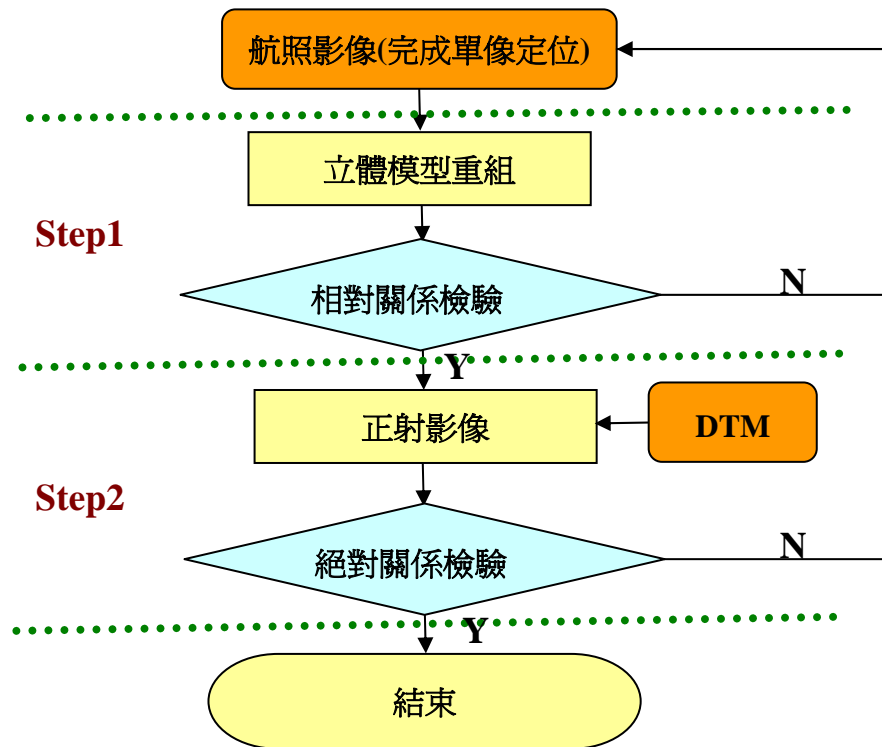 航照影像(完成單像定位)
立體模型重組
Step1
相對關係檢驗
N
Y
正射影像
DTM
Step2
絕對關係檢驗
N
Y
結束